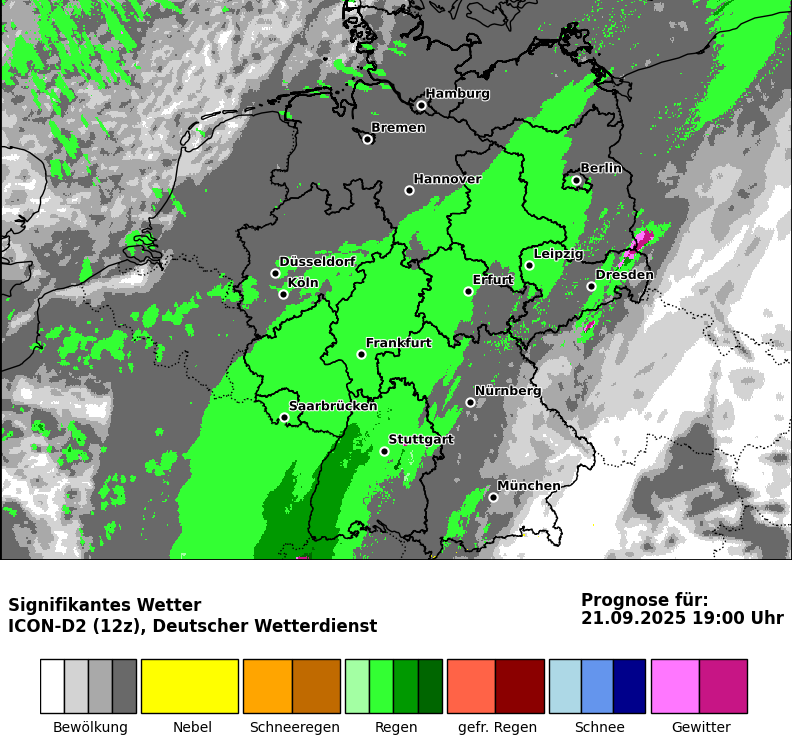 Hamburg
Bremen
Hannover
Berlin
Düsseldorf
Köln
Leipzig
Erfurt
Dresden
Frankfurt
Nürnberg
Saarbrücken
Stuttgart
München
Signifikantes Wetter
ICON-D2 (12z), Deutscher Wetterdienst
Prognose für:
21.09.2025 19:00 Uhr
Bewölkung Nebel Schneeregen Regen gefr. Regen Schnee Gewitter